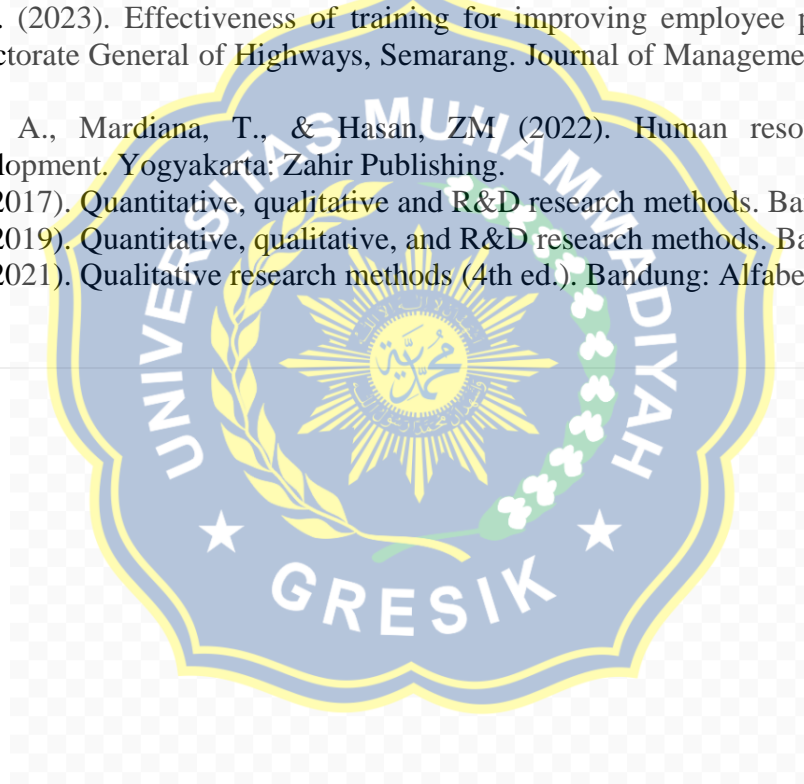 . (2023). Effectiveness of training for improving employee p
ctorate General of Highways, Semarang. Journal of Manageme
A., Mardiana, T., & Hasan, ZM (2022). Human reso
lopment. Yogyakarta: Zahir Publishing.
2017). Quantitative, qualitative and R&D research methods. Ba
2019). Quantitative, qualitative, and R&D research methods. Ba
2021). Qualitative research methods (4th ed.). Bandung: Alfabe
UNIVERSITAS MUHAMMADIYAH
محمدية
GRESIK